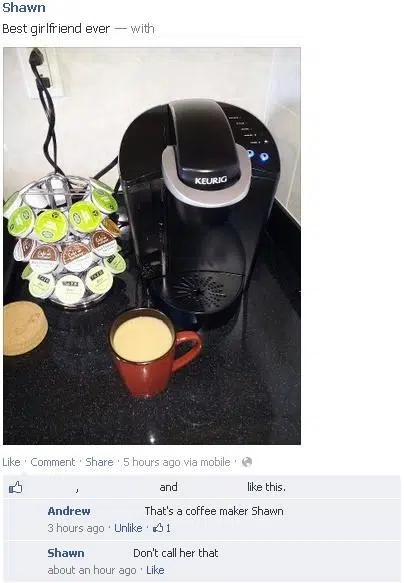 Shawn
Best girlfriend ever — with
KEURIG
Like · Comment · Share · 5 hours ago via mobile ·
, and like this.
Andrew That's a coffee maker Shawn
3 hours ago · Unlike · 1
Shawn Don't call her that
about an hour ago · Like